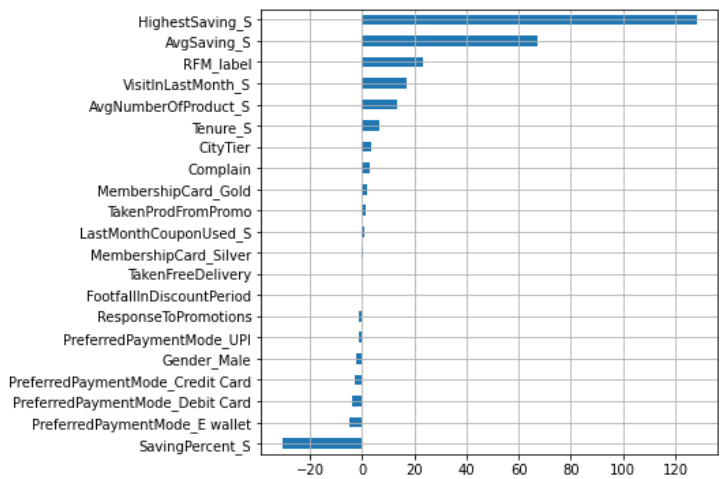 HighestSaving_S
AvgSaving_S
RFM_label
VisitInLastMonth_S
AvgNumberOfProduct_S
Tenure_S
CityTier
Complain
MembershipCard_Gold
TakenProdFromPromo
LastMonthCouponUsed_S
MembershipCard_Silver
TakenFreeDelivery
FootfallInDiscountPeriod
ResponseToPromotions
PreferredPaymentMode_UPI
Gender_Male
PreferredPaymentMode_Credit Card
PreferredPaymentMode_Debit Card
PreferredPaymentMode_E wallet
SavingPercent_S
−20 0 20 40 60 80 100 120